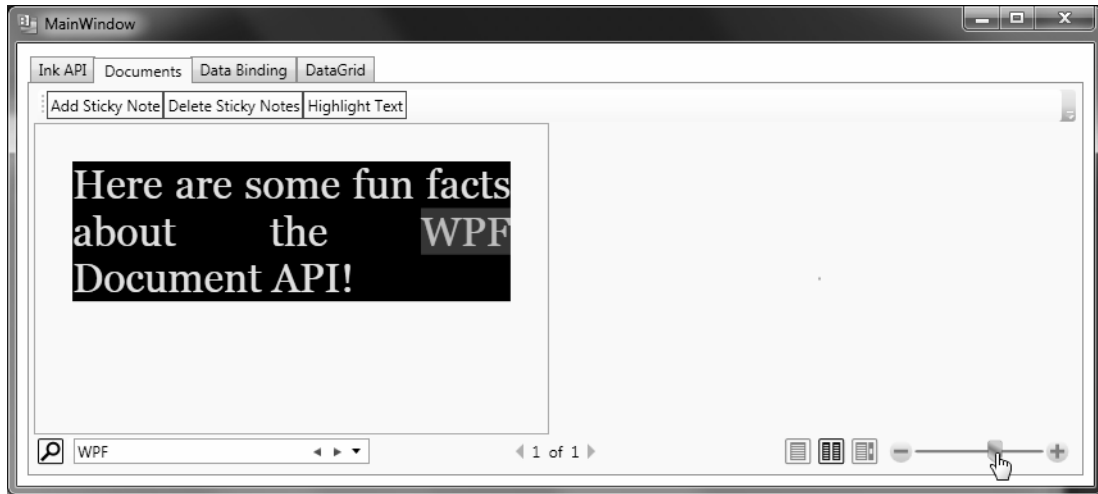 MainWindow
Ink API Documents Data Binding DataGrid
Add Sticky Note Delete Sticky Notes Highlight Text
Here are some fun facts
about the WPF
Document API!
WPF 1 of 1